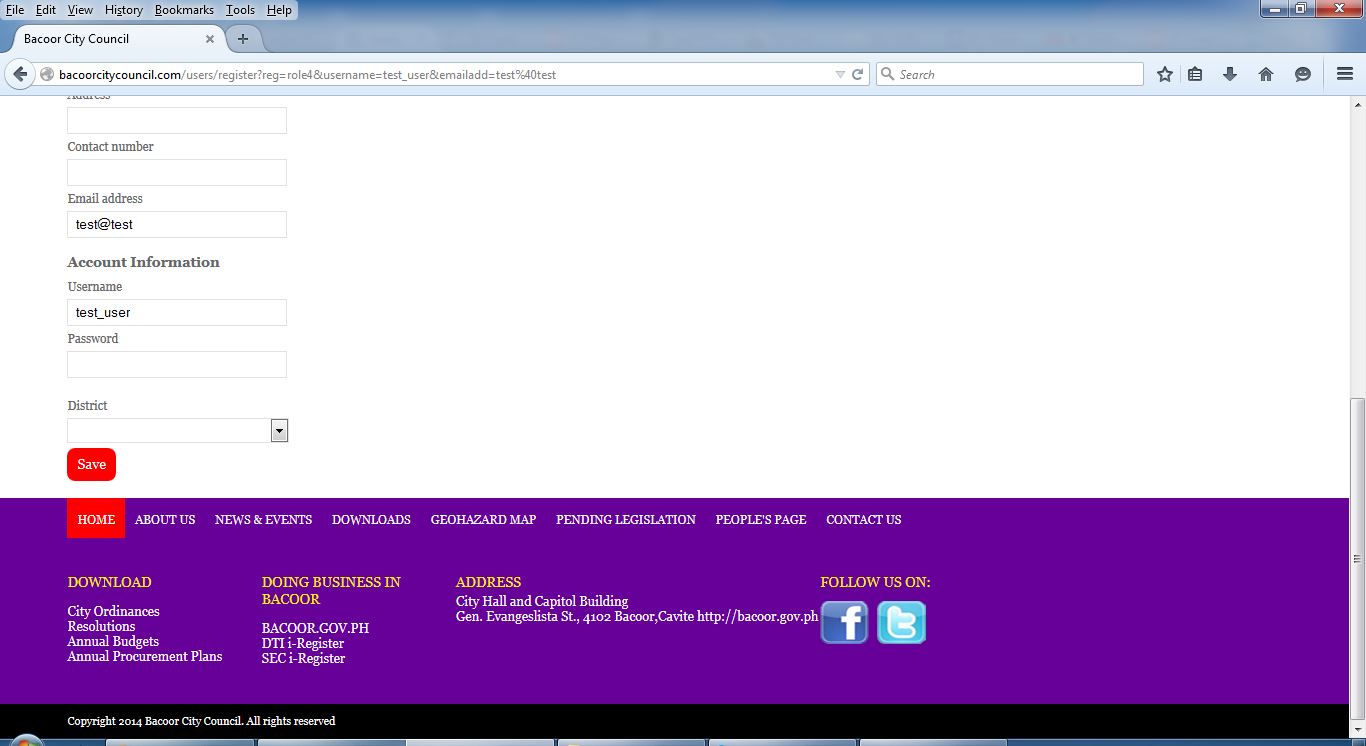 File Edit View History Bookmarks Tools Help
Bacoor City Council
bacoorcitycouncil.com/users/register?reg=role4&username=test_user&emailadd=test%40test
Search
Address
Contact number
Email address
test@test
Account Information
Username
test_user
Password
District
Save
HOME ABOUT US NEWS & EVENTS DOWNLOADS GEOHAZARD MAP PENDING LEGISLATION PEOPLE'S PAGE CONTACT US
DOWNLOAD
City Ordinances
Resolutions
Annual Budgets
Annual Procurement Plans
DOING BUSINESS IN
BACOOR
BACOOR.GOV.PH
DTI i-Register
SEC i-Register
ADDRESS
City Hall and Capitol Building
Gen. Evangeslista St., 4102 Bacoor,Cavite http://bacoor.gov.ph
FOLLOW US ON:
Copyright 2014 Bacoor City Council. All rights reserved